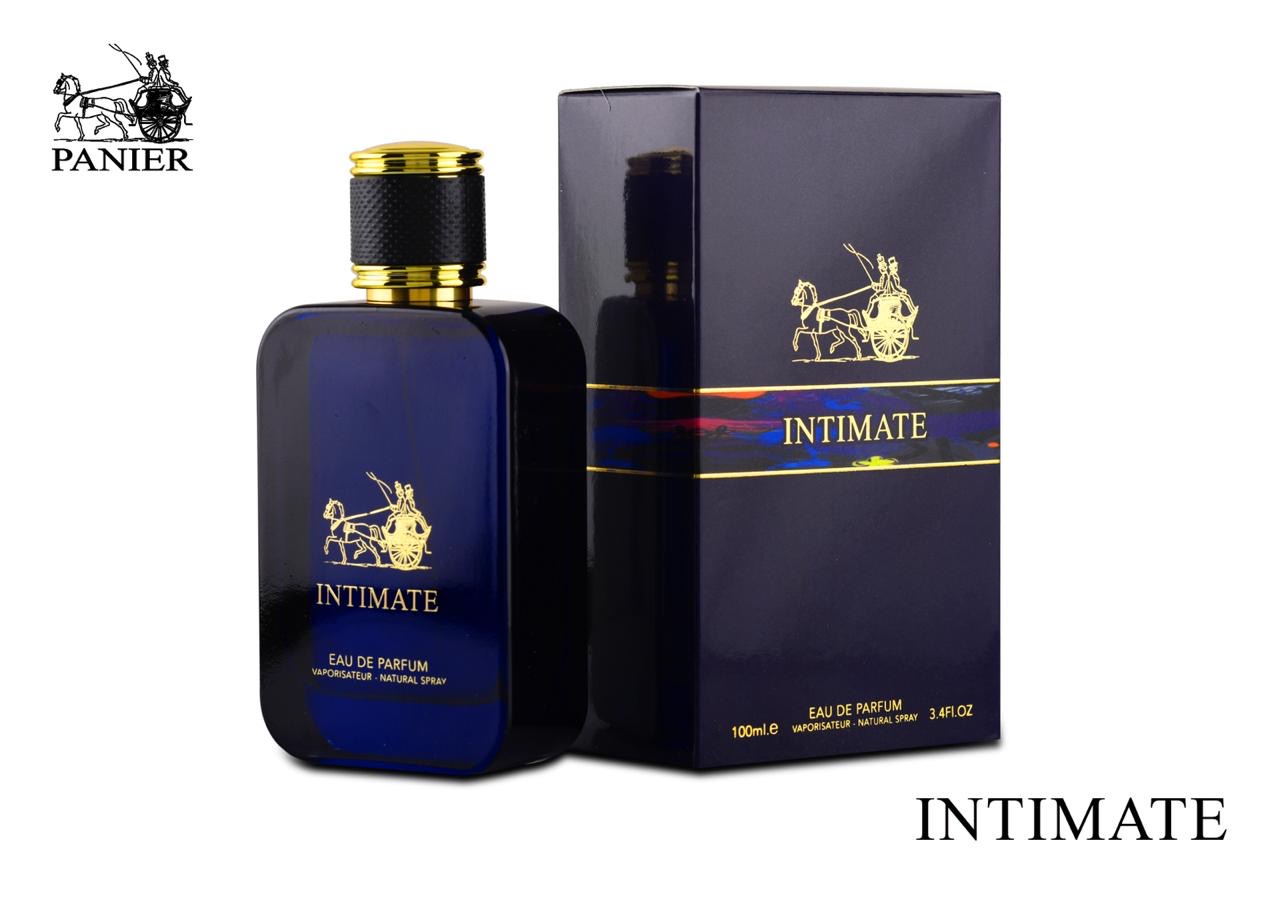 PANIER
INTIMATE
EAU DE PARFUM
VAPORISATEUR - NATURAL SPRAY
INTIMATE
100ml.e
EAU DE PARFUM
VAPORISATEUR - NATURAL SPRAY
3.4Fl.OZ
INTIMATE